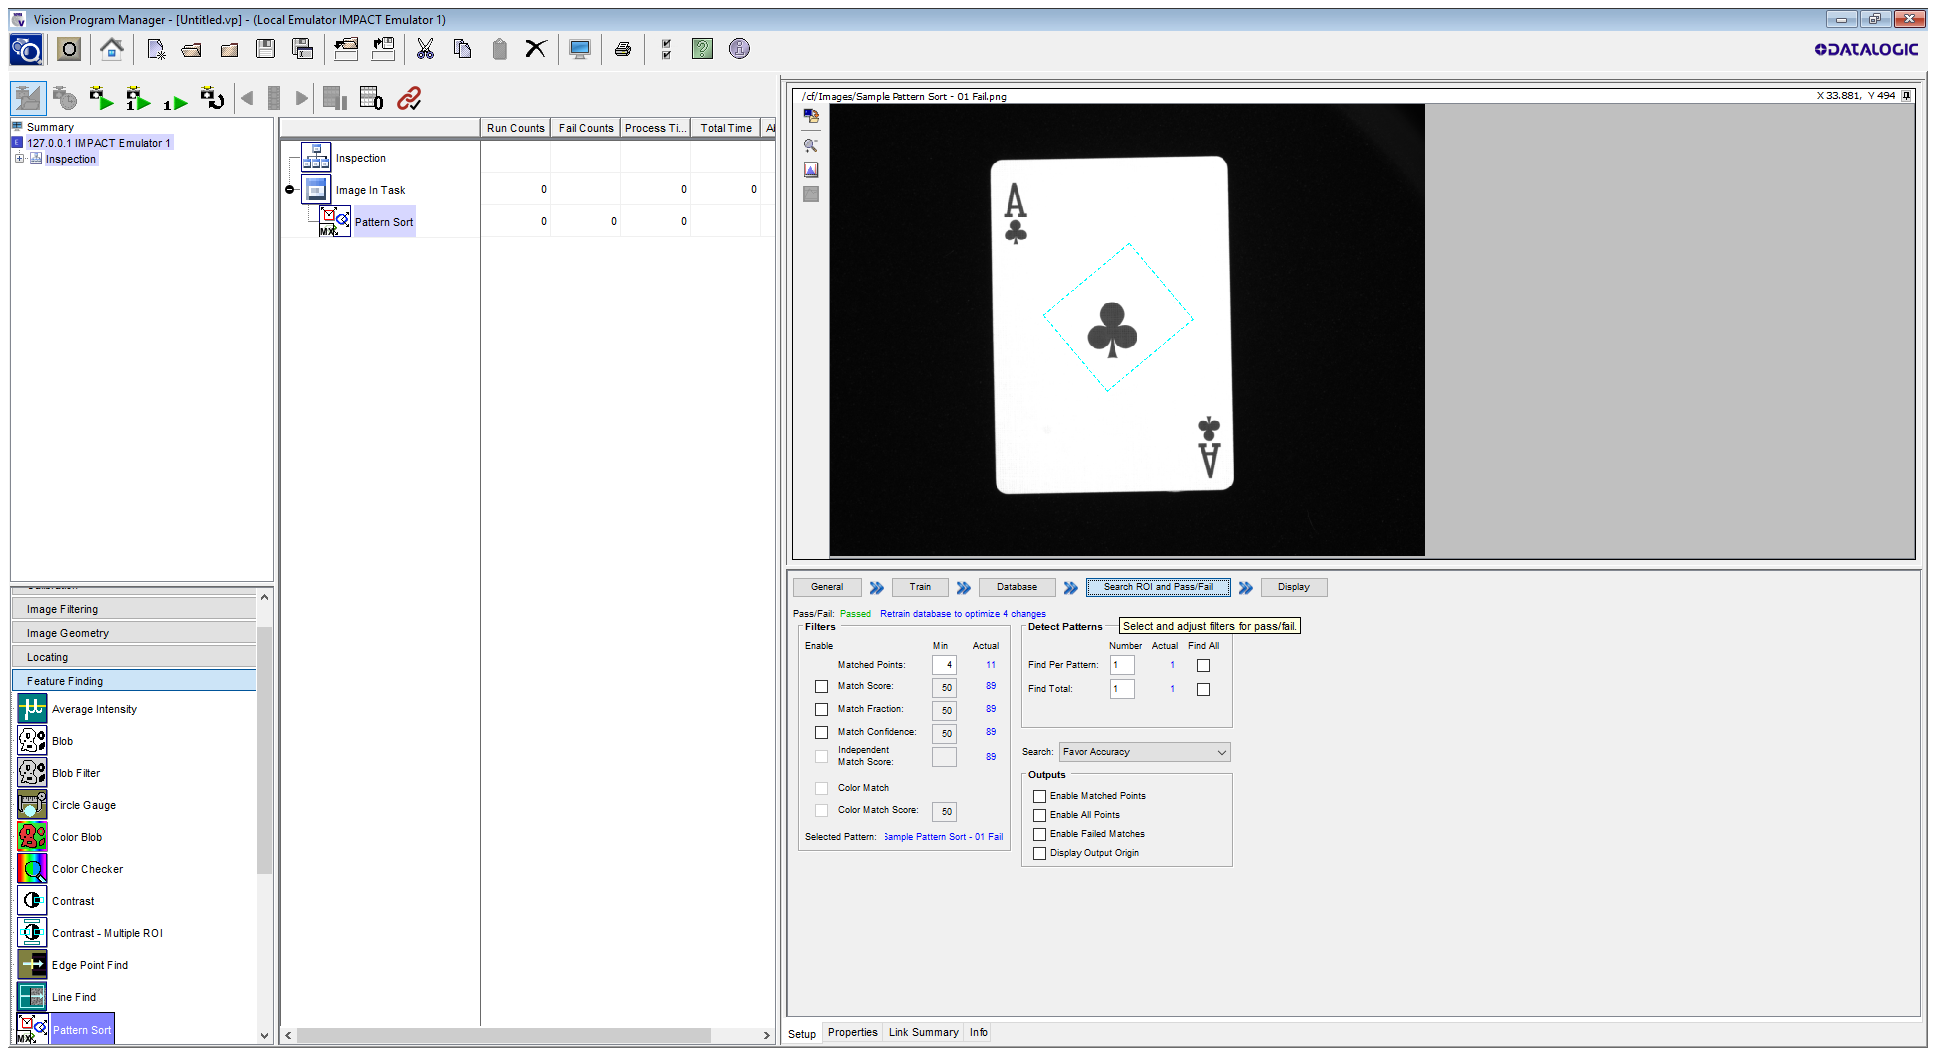 Vision Program Manager - [Untitled.vp] - (Local Emulator IMPACT Emulator 1)
DATALOGIC
Summary
127.0.0.1 IMPACT Emulator 1
Inspection
Run Counts Fail Counts Process Ti... Total Time Al
Inspection
Image In Task 0 0 0
Pattern Sort 0 0 0
/cf/Images/Sample Pattern Sort - 01 Fail.png
X 33.881, Y 494
A
A
Image Filtering
Image Geometry
Locating
Feature Finding
Average Intensity
Blob
Blob Filter
Circle Gauge
Color Blob
Color Checker
Contrast
Contrast - Multiple ROI
Edge Point Find
Line Find
Pattern Sort
General Train Database Search ROI and Pass/Fail Display
Pass/Fail: Passed Retrain database to optimize 4 changes
Select and adjust filters for pass/fail.
Filters
Enable Min Actual
Matched Points: 4 11
Match Score: 50 89
Match Fraction: 50 89
Match Confidence: 50 89
Independent
Match Score: 89
Color Match
Color Match Score: 50
Selected Pattern: Sample Pattern Sort - 01 Fail
Detect Patterns
Number Actual Find All
Find Per Pattern: 1 1
Find Total: 1 1
Search: Favor Accuracy
Outputs
Enable Matched Points
Enable All Points
Enable Failed Matches
Display Output Origin
Setup Properties Link Summary Info